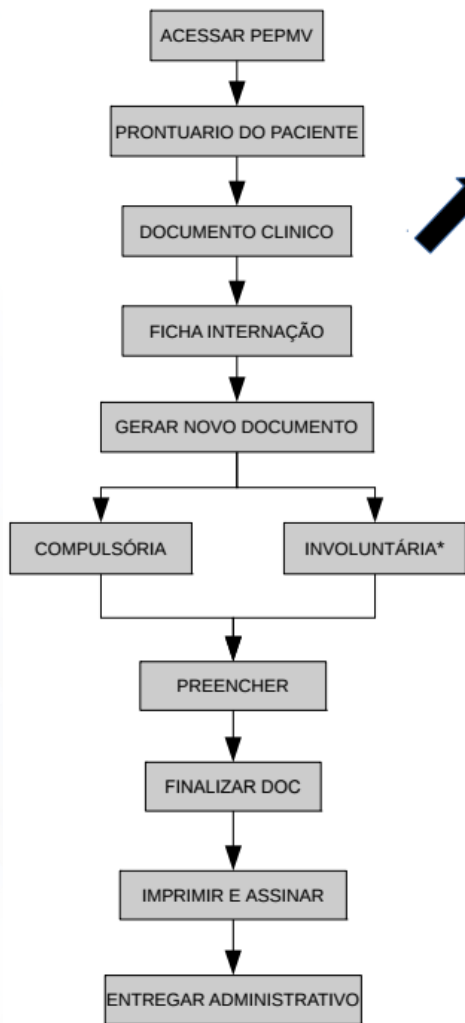 ACESSAR PEPMV
PRONTUARIO DO PACIENTE
DOCUMENTO CLINICO
FICHA INTERNAÇÃO
GERAR NOVO DOCUMENTO
COMPULSÓRIA
INVOLUNTÁRIA*
PREENCHER
FINALIZAR DOC
IMPRIMIR E ASSINAR
ENTREGAR ADMINISTRATIVO